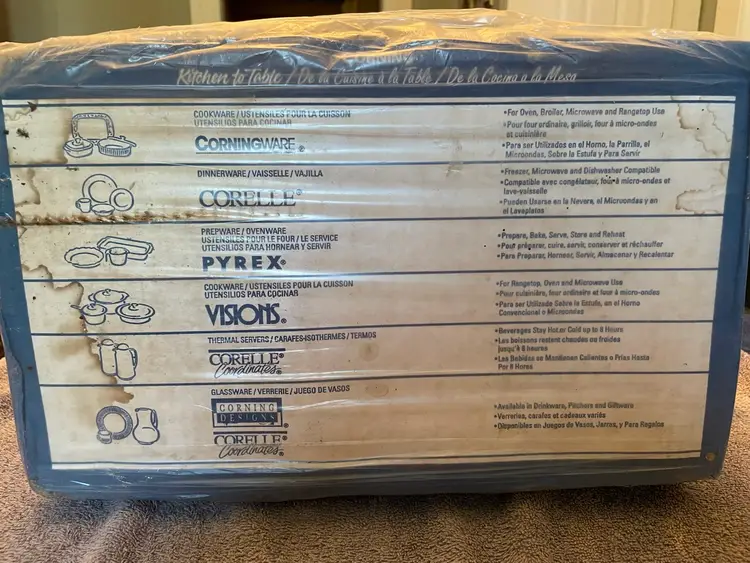 Kitchen to Table / De la Cuisine à la Table / De la Cocina a la Mesa
COOKWARE / USTENSILES POUR LA CUISSON
UTENSILIOS PARA COCINAR
CORNINGWARE®
•For Oven, Broiler, Microwave and Rangetop Use
•Pour four ordinaire, grilloir, four à micro-ondes
et cuisinière
•Para ser Utilizados en el Horno, la Parrilla, el
Microondas, Sobre la Estufa y Para Servir
DINNERWARE / VAISSELLE / VAJILLA
CORELLE®
•Freezer, Microwave and Dishwasher Compatible
•Compatible avec congélateur, four à micro-ondes et
lave-vaisselle
•Pueden Usarse en la Nevera, el Microondas y en
el Lavaplatos
PREPWARE / OVENWARE
USTENSILES POUR LE FOUR / LE SERVICE
UTENSILIOS PARA HORNEAR Y SERVIR
PYREX®
•Prepare, Bake, Serve, Store and Reheat
•Pour préparer, cuire, servir, conserver et réchauffer
•Para Preparar, Hornear, Servir, Almacenar y Recalentar
COOKWARE / USTENSILES POUR LA CUISSON
UTENSILIOS PARA COCINAR
VISIONS®
•For Rangetop, Oven and Microwave Use
•Pour cuisinière, four ordinaire et four à micro-ondes
•Para ser Utilizado Sobre la Estufa, en el Horno
Convencional o Microondas
THERMAL SERVERS / CARAFES-ISOTHERMES / TERMOS
CORELLE®
Coordinates®
•Beverages Stay Hot or Cold up to 8 Hours
•Las boissons restent chaudes ou froides
jusqu'à 8 heures
•Las Bebidas se Mantienen Calientes o Frias Hasta
Por 8 Hores
GLASSWARE / VERRERIE / JUEGO DE VASOS
CORNING
DESIGNS®
CORELLE®
Coordinates®
•Available in Drinkware, Pitchers and Giftware
•Verreries, carafes et cadeaux variés
•Disponibles en Juegos de Vasos, Jarras, y Para Regalos